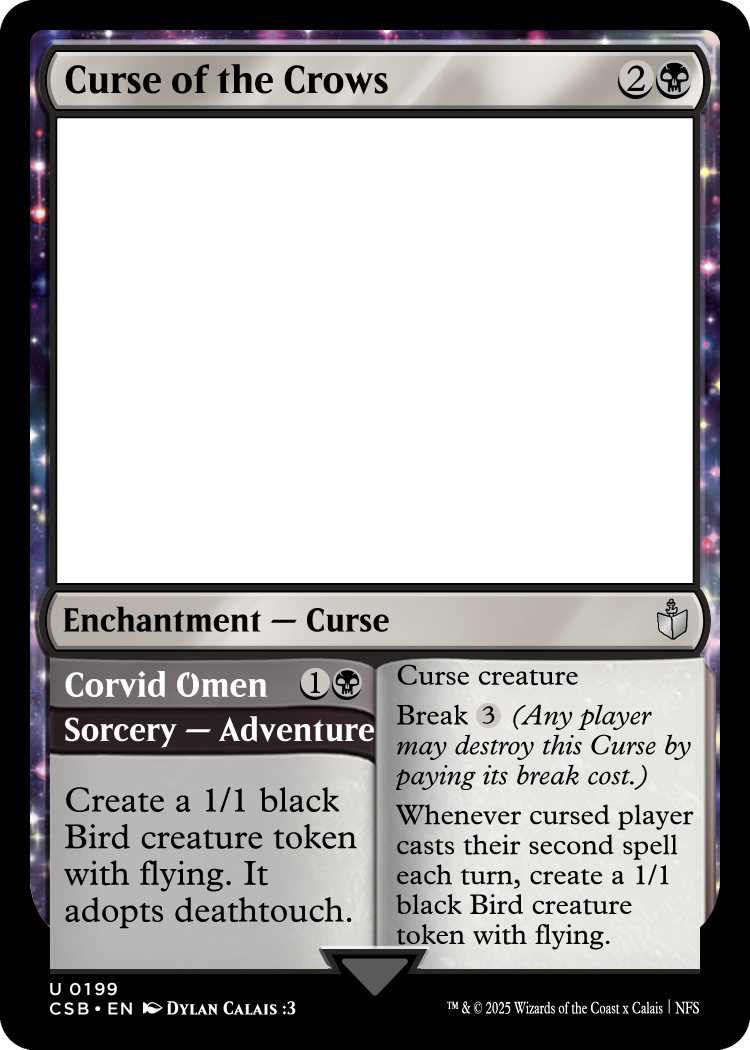 Curse of the Crows 2
Enchantment — Curse
Corvid Omen 1
Sorcery — Adventure
Create a 1/1 black
Bird creature token
with flying. It
adopts deathtouch.
Curse creature
Break 3 (Any player
may destroy this Curse by
paying its break cost.)
Whenever cursed player
casts their second spell
each turn, create a 1/1
black Bird creature
token with flying.
U 0199
CSB • EN Dylan Calais :3
™ & © 2025 Wizards of the Coast x Calais | NFS